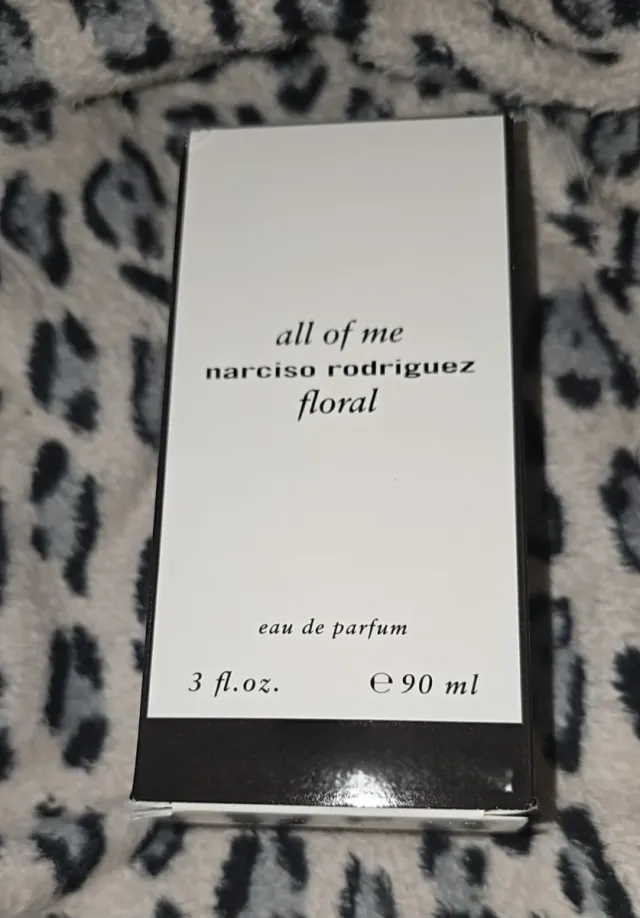 all of me
narciso rodriguez
floral
eau de parfum
3 fl.oz. ℮ 90 ml